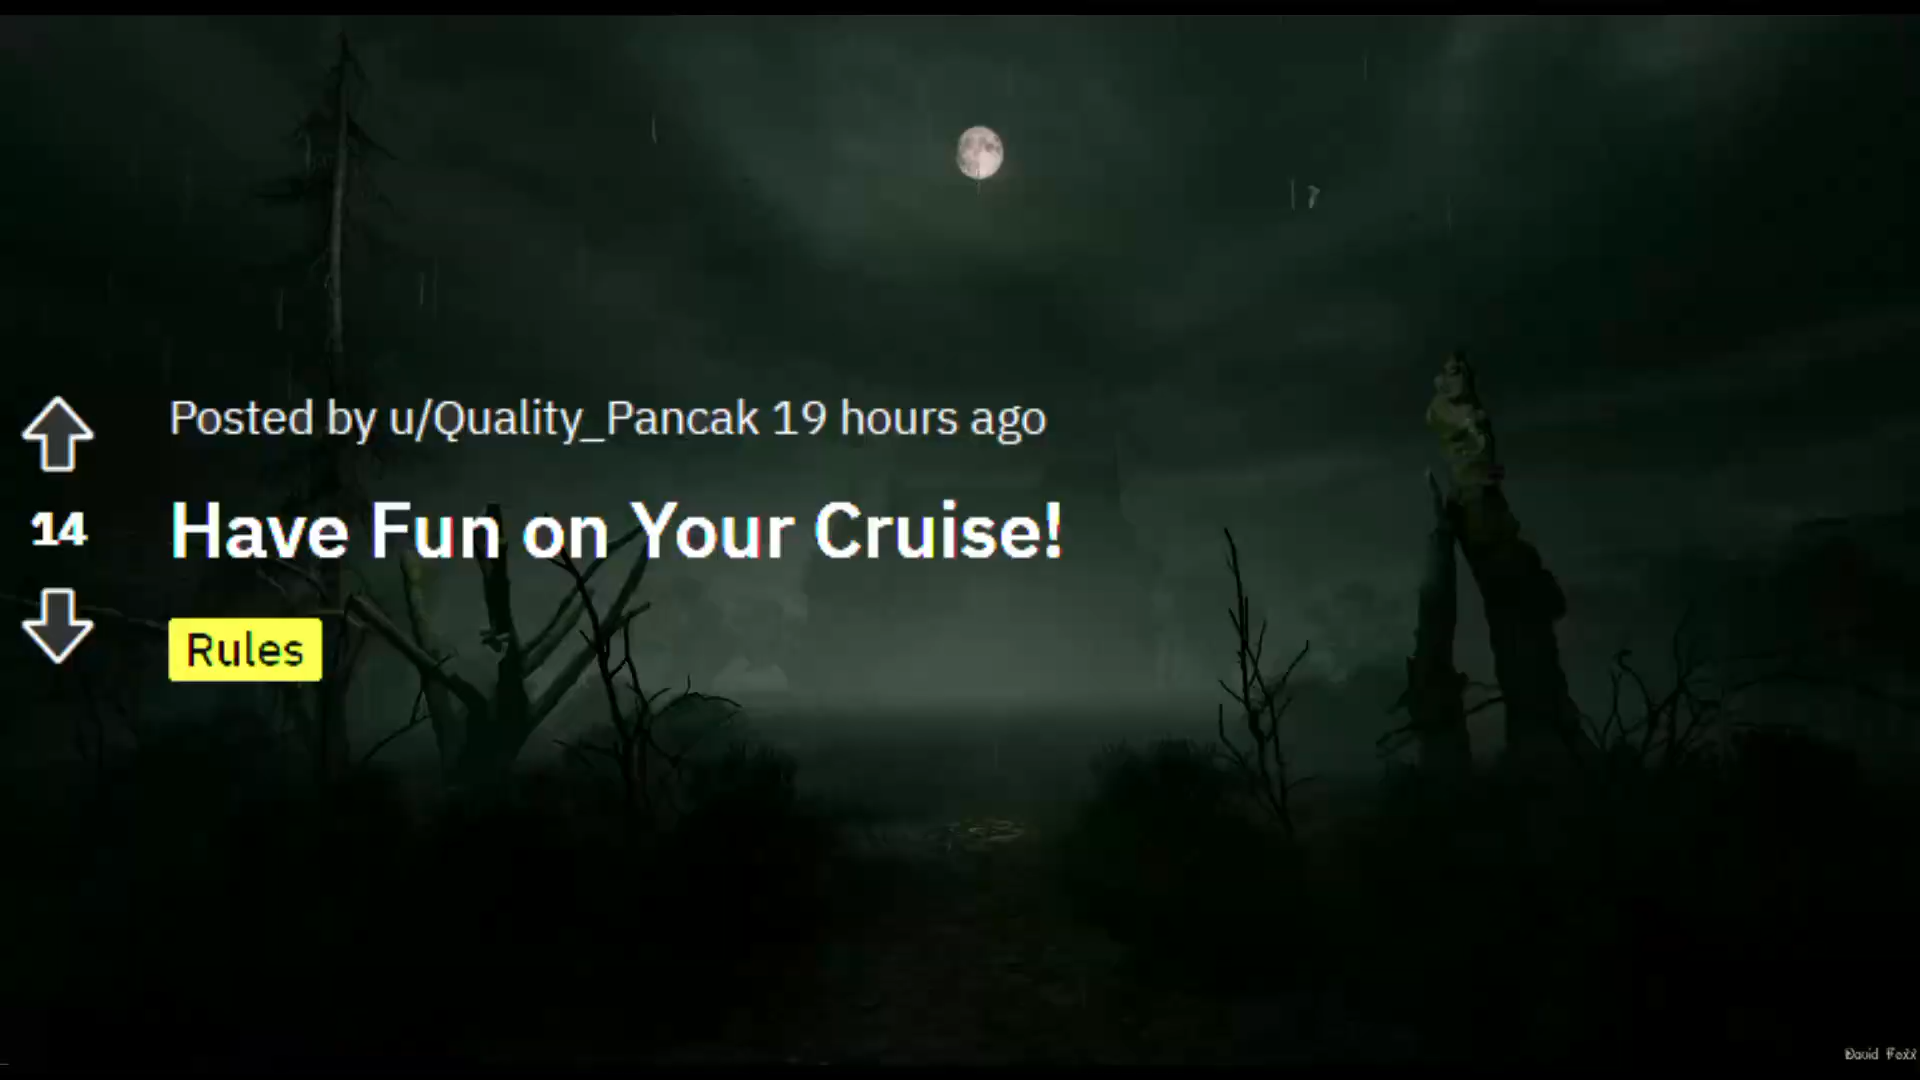 Posted by u/Quality_Pancak 19 hours ago
14
Have Fun on Your Cruise!
Rules
David Foxx